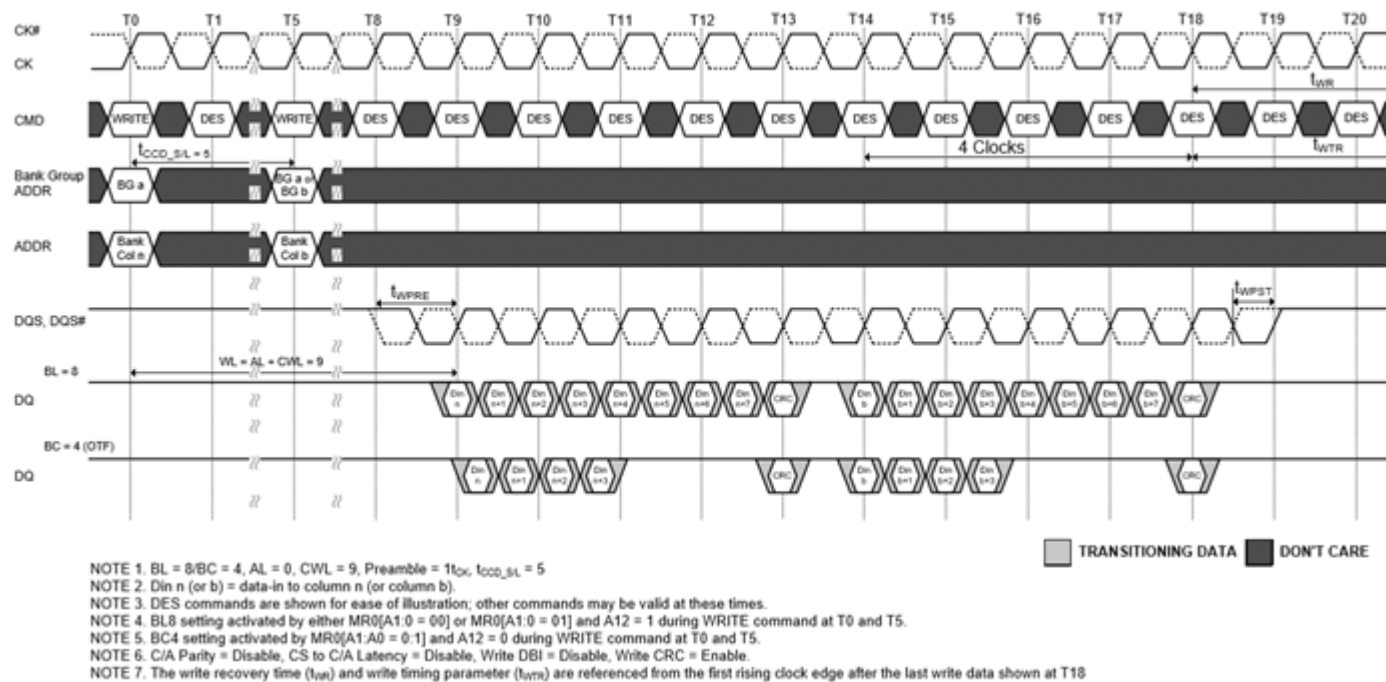 T0 T1 T5 T8 T9 T10 T11 T12 T13 T14 T15 T16 T17 T18 T19 T20
CK#
CK
tWR
CMD WRITE DES WRITE DES DES DES DES DES DES DES DES DES DES DES DES DES
tCCD_S/L = 5 4 Clocks tWTR
Bank Group
ADDR
BG a
BG a or
BG b
ADDR
Bank
Col n
Bank
Col b
tWPRE tWPST
DQS, DQS#
WL = AL + CWL = 9
BL = 8
DQ
Din n
Din n+1
Din n+2
Din n+3
Din n+4
Din n+5
Din n+6
Din n+7
CRC
Din b
Din b+1
Din b+2
Din b+3
Din b+4
Din b+5
Din b+6
Din b+7
CRC
BC = 4 (OTF)
DQ
Din n
Din n+1
Din n+2
Din n+3
CRC
Din b
Din b+1
Din b+2
Din b+3
CRC
TRANSITIONING DATA DON'T CARE
NOTE 1. BL = 8/BC = 4, AL = 0, CWL = 9, Preamble = 1tCK, tCCD_S/L = 5
NOTE 2. Din n (or b) = data-in to column n (or column b).
NOTE 3. DES commands are shown for ease of illustration; other commands may be valid at these times.
NOTE 4. BL8 setting activated by either MR0[A1:0 = 00] or MR0[A1:0 = 01] and A12 = 1 during WRITE command at T0 and T5.
NOTE 5. BC4 setting activated by MR0[A1:A0 = 0:1] and A12 = 0 during WRITE command at T0 and T5.
NOTE 6. C/A Parity = Disable, CS to C/A Latency = Disable, Write DBI = Disable, Write CRC = Enable.
NOTE 7. The write recovery time (tWR) and write timing parameter (tWTR) are referenced from the first rising clock edge after the last write data shown at T18